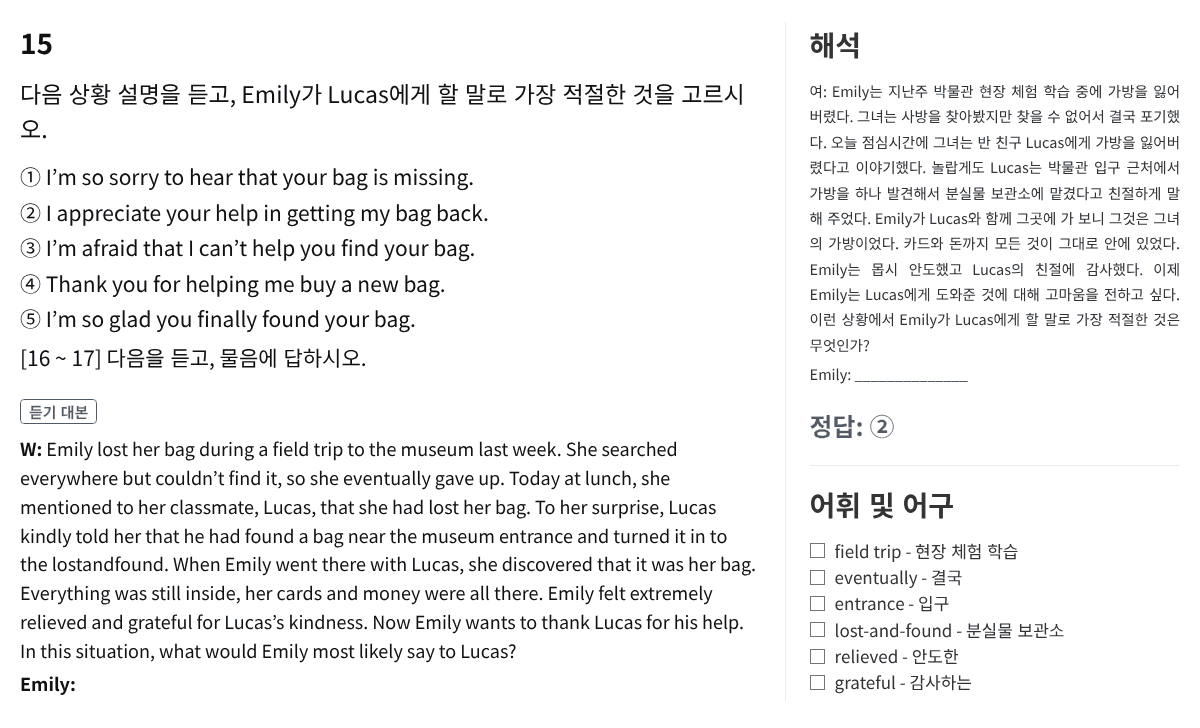 15
다음 상황 설명을 듣고, Emily가 Lucas에게 할 말로 가장 적절한 것을 고르시
오.
① I’m so sorry to hear that your bag is missing.
② I appreciate your help in getting my bag back.
③ I’m afraid that I can’t help you find your bag.
④ Thank you for helping me buy a new bag.
⑤ I’m so glad you finally found your bag.
[16 ~ 17] 다음을 듣고, 물음에 답하시오.
듣기 대본
W: Emily lost her bag during a field trip to the museum last week. She searched
everywhere but couldn’t find it, so she eventually gave up. Today at lunch, she
mentioned to her classmate, Lucas, that she had lost her bag. To her surprise, Lucas
kindly told her that he had found a bag near the museum entrance and turned it in to
the lostandfound. When Emily went there with Lucas, she discovered that it was her bag.
Everything was still inside, her cards and money were all there. Emily felt extremely
relieved and grateful for Lucas’s kindness. Now Emily wants to thank Lucas for his help.
In this situation, what would Emily most likely say to Lucas?
Emily:
해석
여: Emily는 지난주 박물관 현장 체험 학습 중에 가방을 잃어
버렸다. 그녀는 사방을 찾아봤지만 찾을 수 없어서 결국 포기했
다. 오늘 점심시간에 그녀는 반 친구 Lucas에게 가방을 잃어버
렸다고 이야기했다. 놀랍게도 Lucas는 박물관 입구 근처에서
가방을 하나 발견해서 분실물 보관소에 맡겼다고 친절하게 말
해 주었다. Emily가 Lucas와 함께 그곳에 가 보니 그것은 그녀
의 가방이었다. 카드와 돈까지 모든 것이 그대로 안에 있었다.
Emily는 몹시 안도했고 Lucas의 친절에 감사했다. 이제
Emily는 Lucas에게 도와준 것에 대해 고마움을 전하고 싶다.
이런 상황에서 Emily가 Lucas에게 할 말로 가장 적절한 것은
무엇인가?
Emily: ______________
정답: ②
어휘 및 어구
☐ field trip - 현장 체험 학습
☐ eventually - 결국
☐ entrance - 입구
☐ lost-and-found - 분실물 보관소
☐ relieved - 안도한
☐ grateful - 감사하는